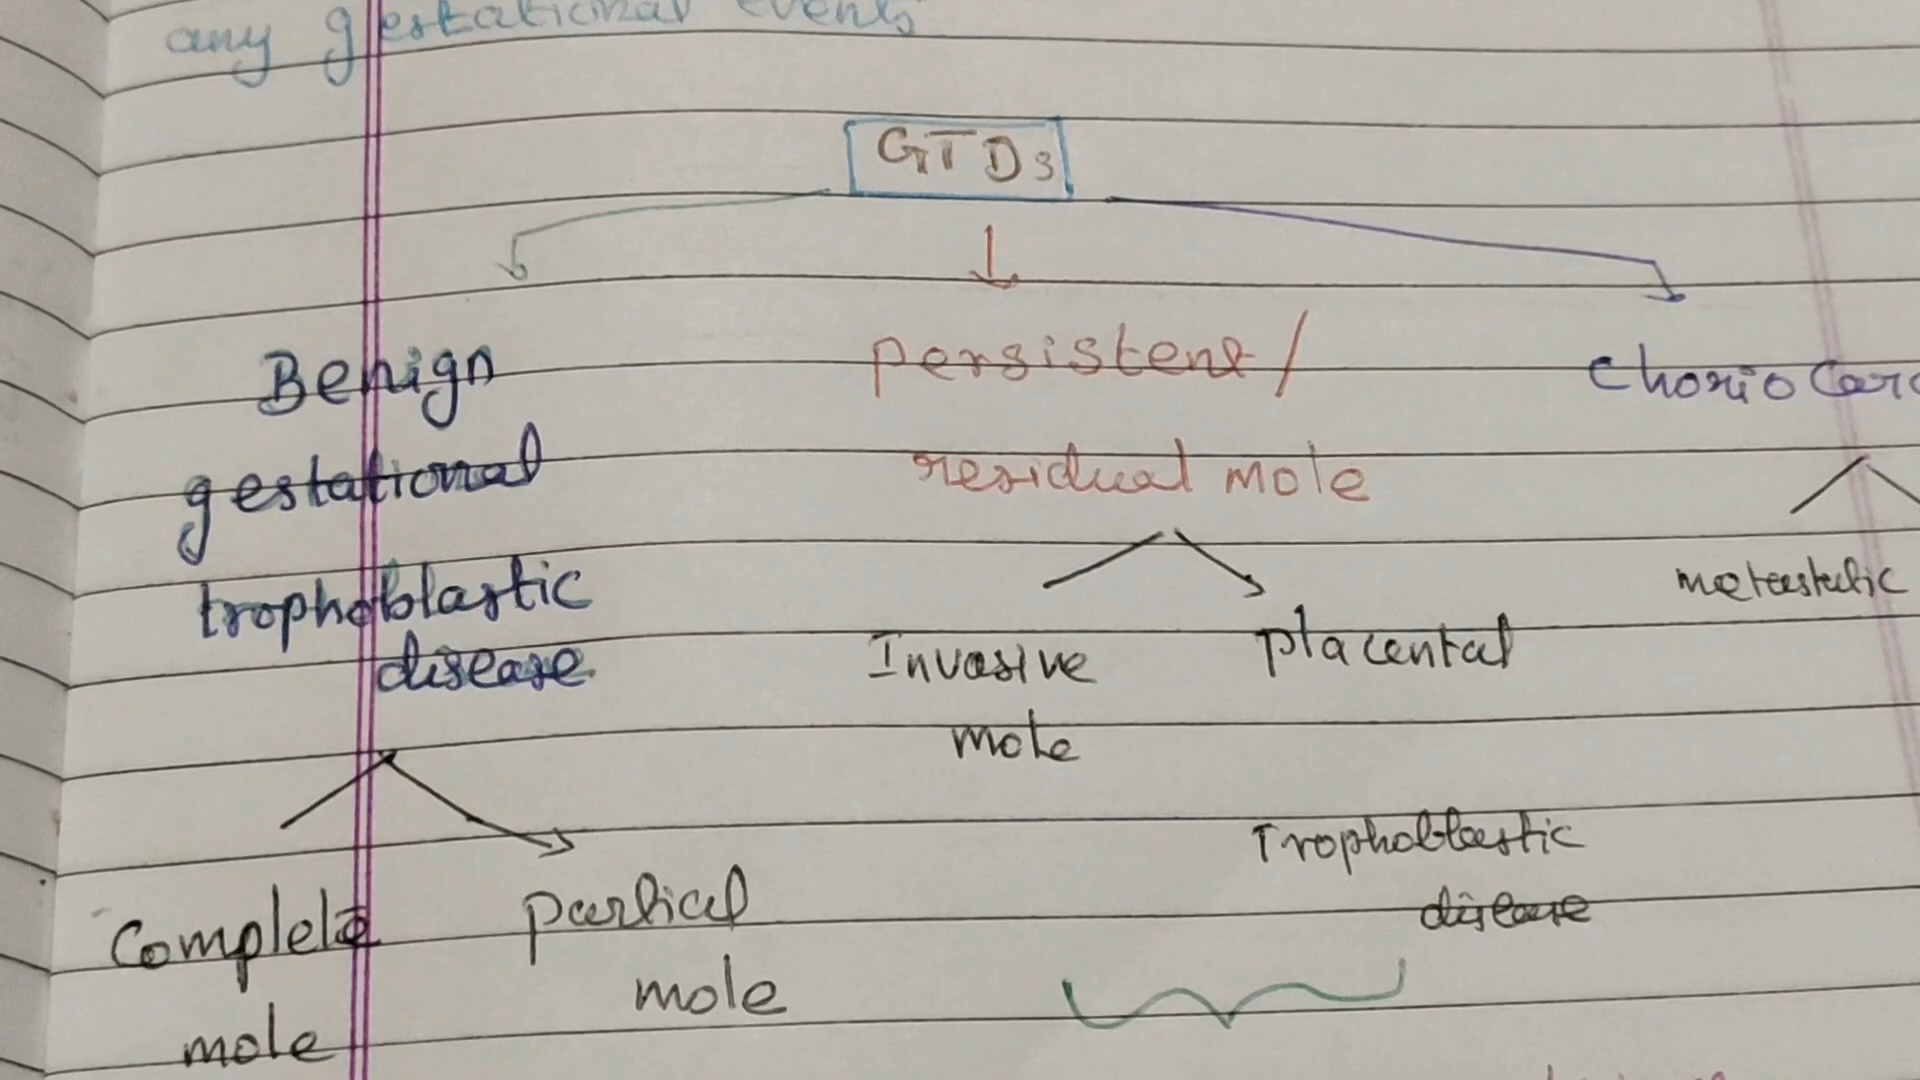 any gestational events
GTDs
Benign
gestational
trophoblastic
disease
persistent/
residual mole
Invasive
mole
placental
Trophoblastic
disease
metastatic
Complete
mole
partial
mole